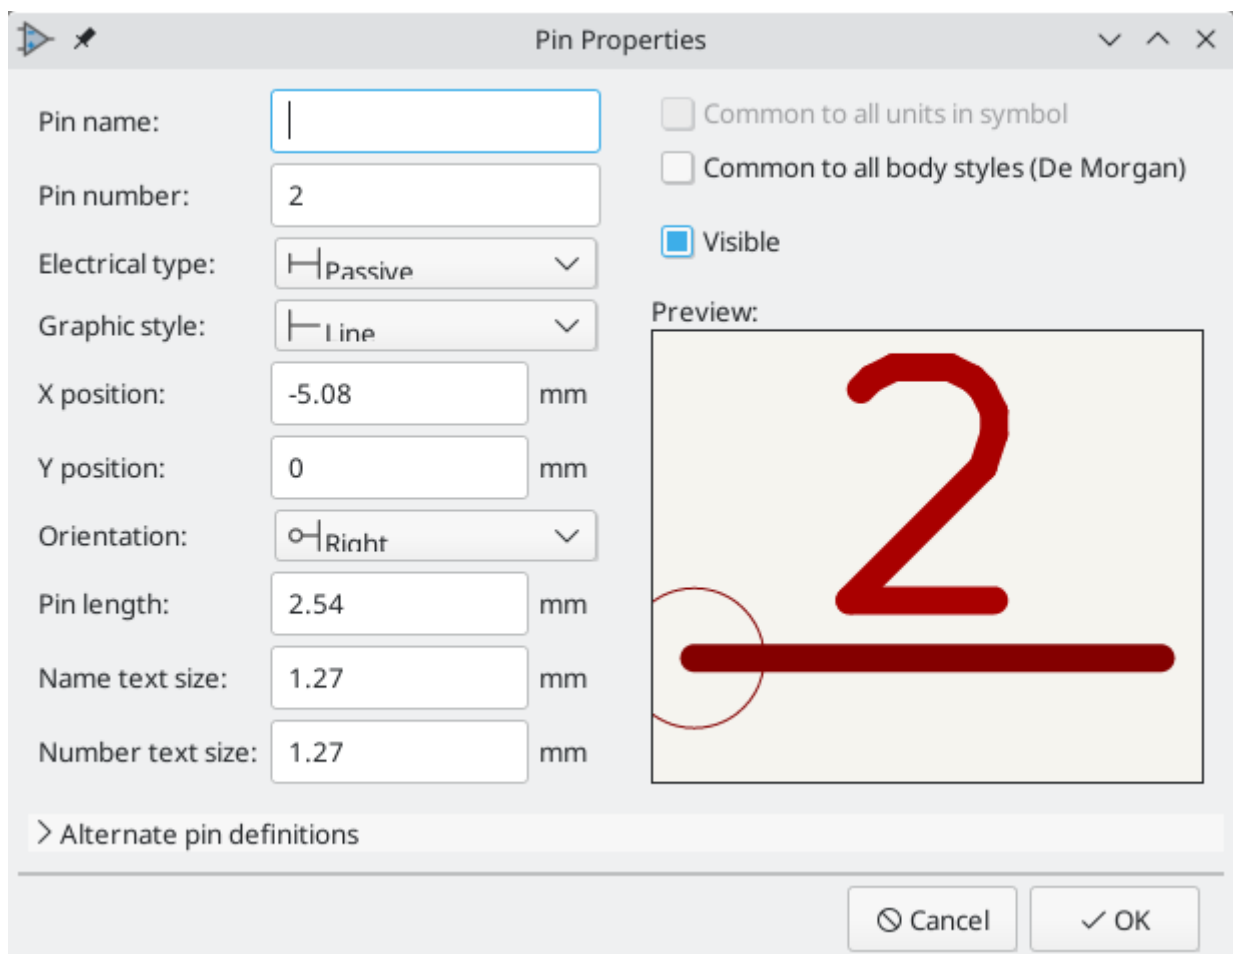 Pin Properties
Pin name:
Common to all units in symbol
Common to all body styles (De Morgan)
Pin number: 2
Visible
Electrical type: Passive
Graphic style: Line
Preview:
X position: -5.08 mm
Y position: 0 mm
Orientation: Right
Pin length: 2.54 mm
Name text size: 1.27 mm
Number text size: 1.27 mm
2
Alternate pin definitions
Cancel OK